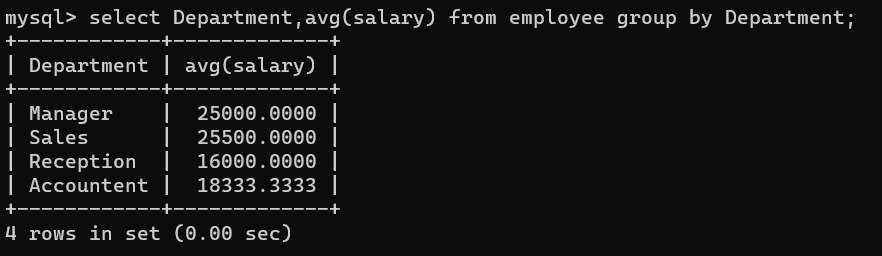 mysql> select Department,avg(salary) from employee group by Department;
+------------+-------------+
| Department | avg(salary) |
+------------+-------------+
| Manager    |  25000.0000 |
| Sales      |  25500.0000 |
| Reception  |  16000.0000 |
| Accountent |  18333.3333 |
+------------+-------------+
4 rows in set (0.00 sec)